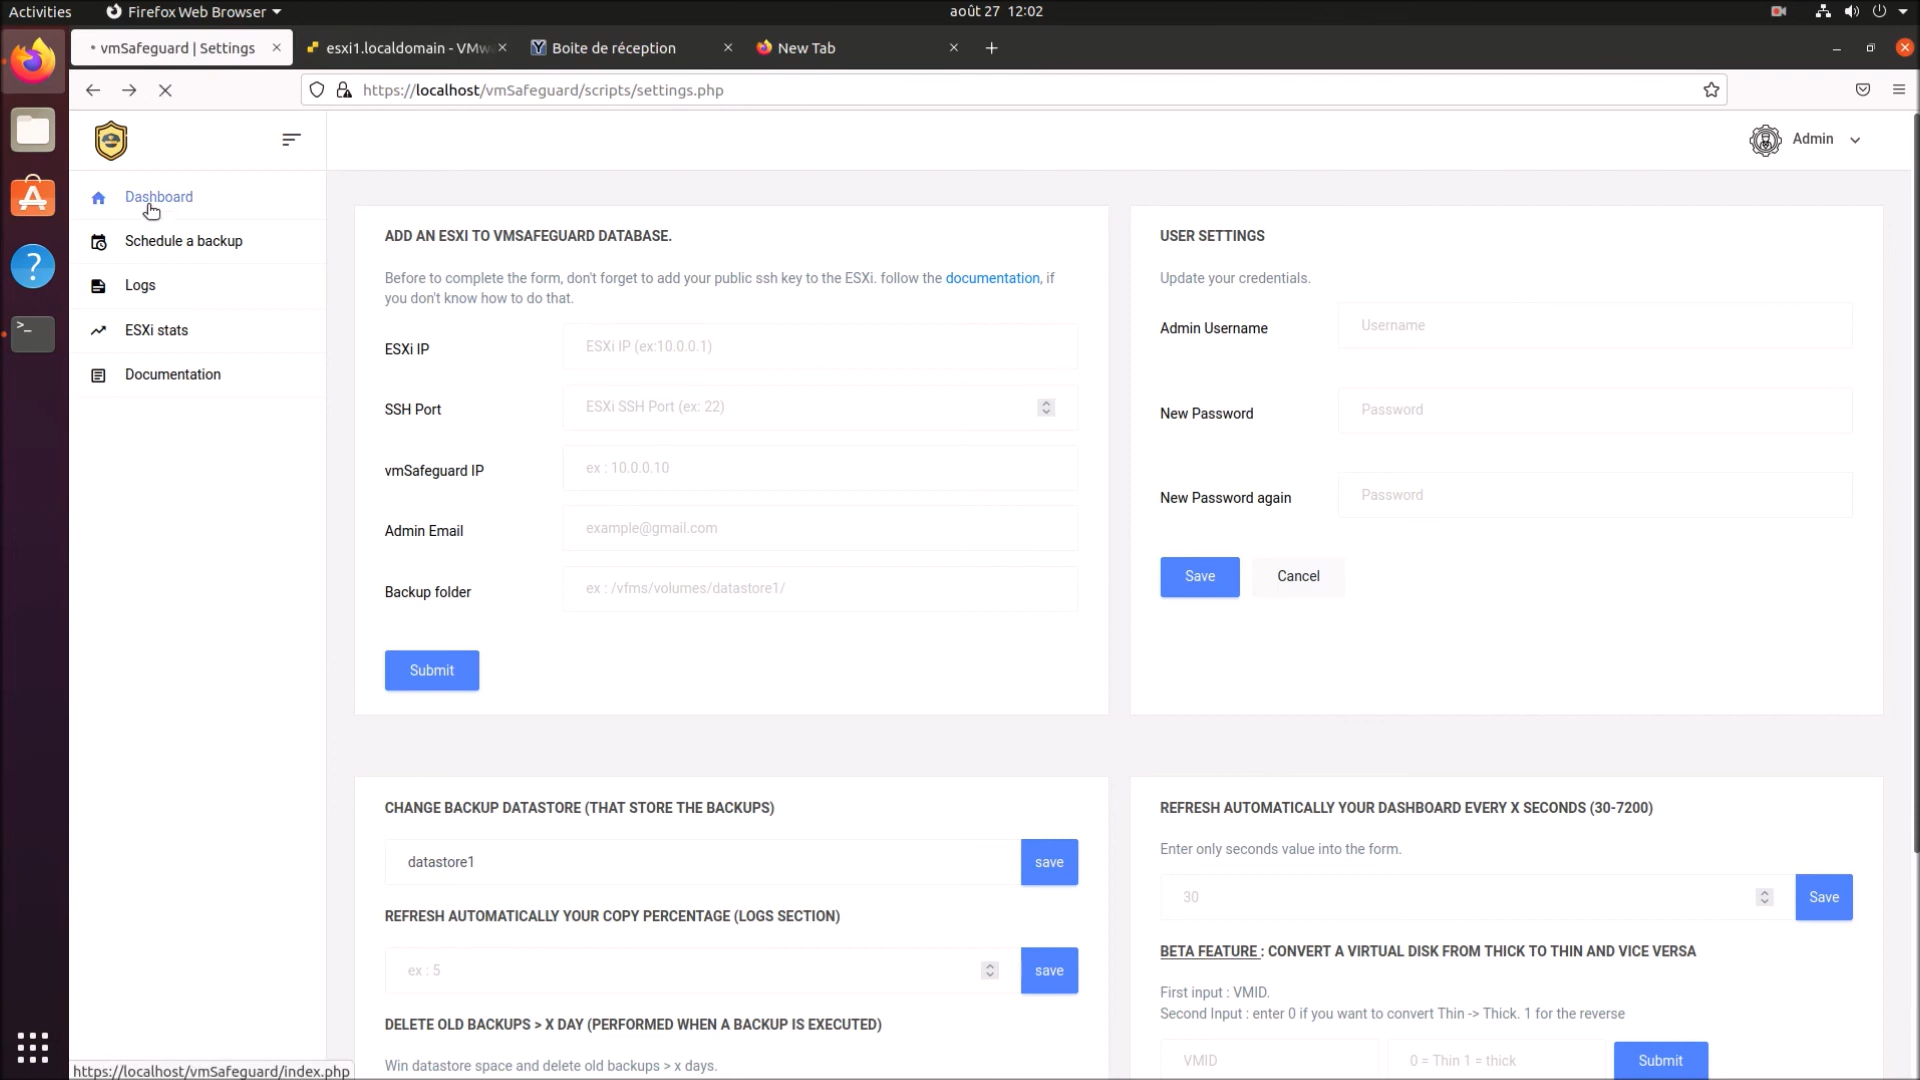 Activities
Firefox Web Browser
août 27 12:02
vmSafeguard | Settings
esxi1.localdomain - VMw
Boite de réception
New Tab
https://localhost/vmSafeguard/scripts/settings.php
Admin
Dashboard
Schedule a backup
Logs
ESXi stats
Documentation
ADD AN ESXI TO VMSAFEGUARD DATABASE.
Before to complete the form, don't forget to add your public ssh key to the ESXi. follow the documentation, if
you don't know how to do that.
ESXi IP
ESXi IP (ex:10.0.0.1)
SSH Port
ESXi SSH Port (ex: 22)
vmSafeguard IP
ex : 10.0.0.10
Admin Email
example@gmail.com
Backup folder
ex : /vfms/volumes/datastore1/
Submit
USER SETTINGS
Update your credentials.
Admin Username
Username
New Password
Password
New Password again
Password
Save
Cancel
CHANGE BACKUP DATASTORE (THAT STORE THE BACKUPS)
datastore1
save
REFRESH AUTOMATICALLY YOUR COPY PERCENTAGE (LOGS SECTION)
ex : 5
save
DELETE OLD BACKUPS > X DAY (PERFORMED WHEN A BACKUP IS EXECUTED)
Win datastore space and delete old backups > x days.
REFRESH AUTOMATICALLY YOUR DASHBOARD EVERY X SECONDS (30-7200)
Enter only seconds value into the form.
30
Save
BETA FEATURE : CONVERT A VIRTUAL DISK FROM THICK TO THIN AND VICE VERSA
First input : VMID.
Second Input : enter 0 if you want to convert Thin -> Thick. 1 for the reverse
VMID
0 = Thin 1 = thick
Submit
https://localhost/vmSafeguard/index.php